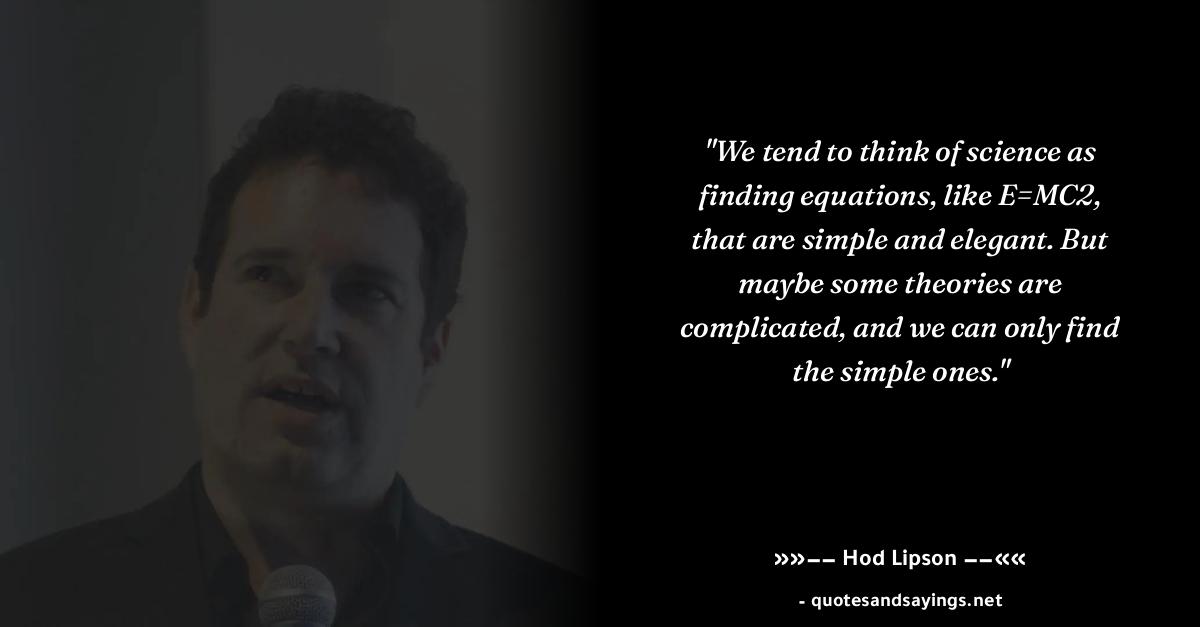 "We tend to think of science as
finding equations, like E=MC2,
that are simple and elegant. But
maybe some theories are
complicated, and we can only find
the simple ones."
»»−− Hod Lipson −−««
- quotesandsayings.net